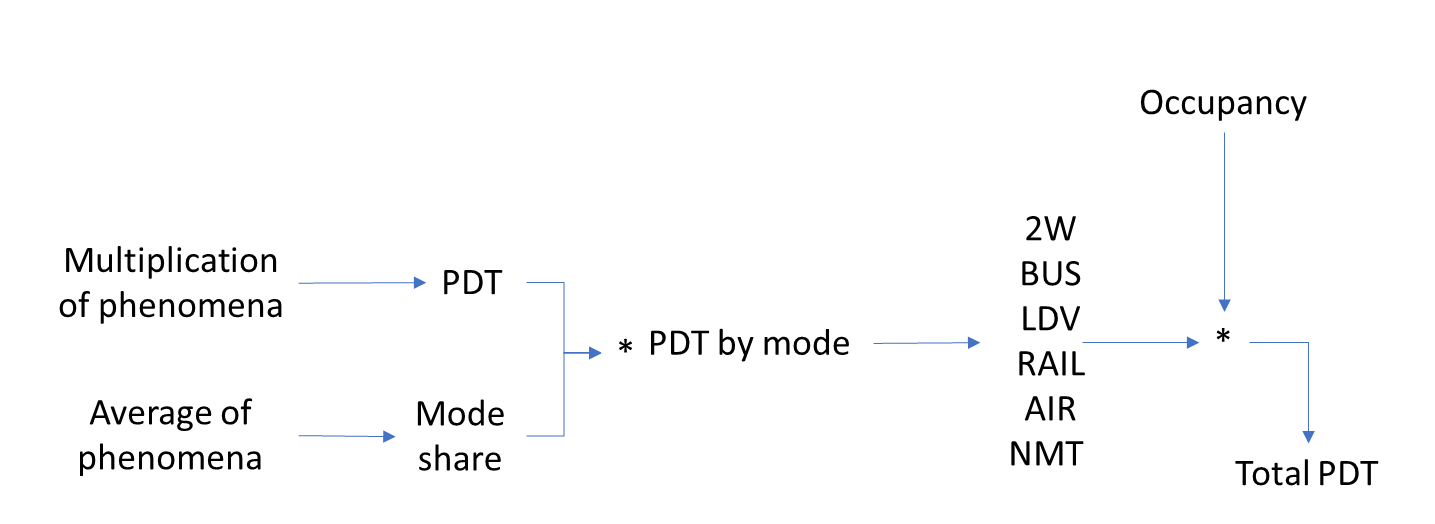 Occupancy
Multiplication
of phenomena
PDT
Average of
phenomena
Mode
share
* PDT by mode
2W
BUS
LDV
RAIL
AIR
NMT
*
Total PDT